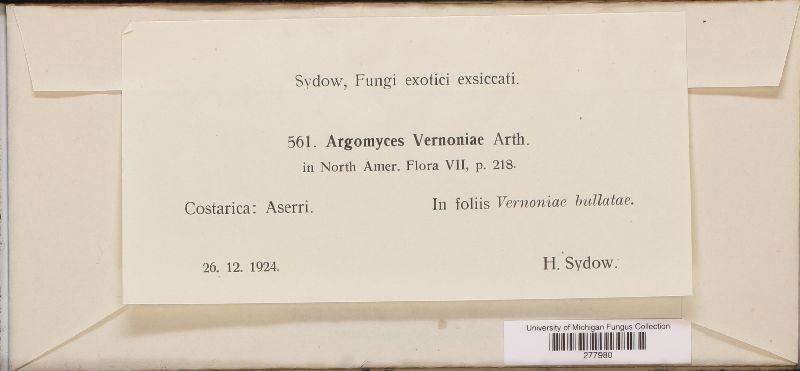 Sydow, Fungi exotici exsiccati.
561. Argomyces Vernoniae Arth.
in North Amer. Flora VII, p. 218.
Costarica: Aserri. In foliis Vernoniae bullatae.
26. 12. 1924. H. Sydow.
University of Michigan Fungus Collection
277980